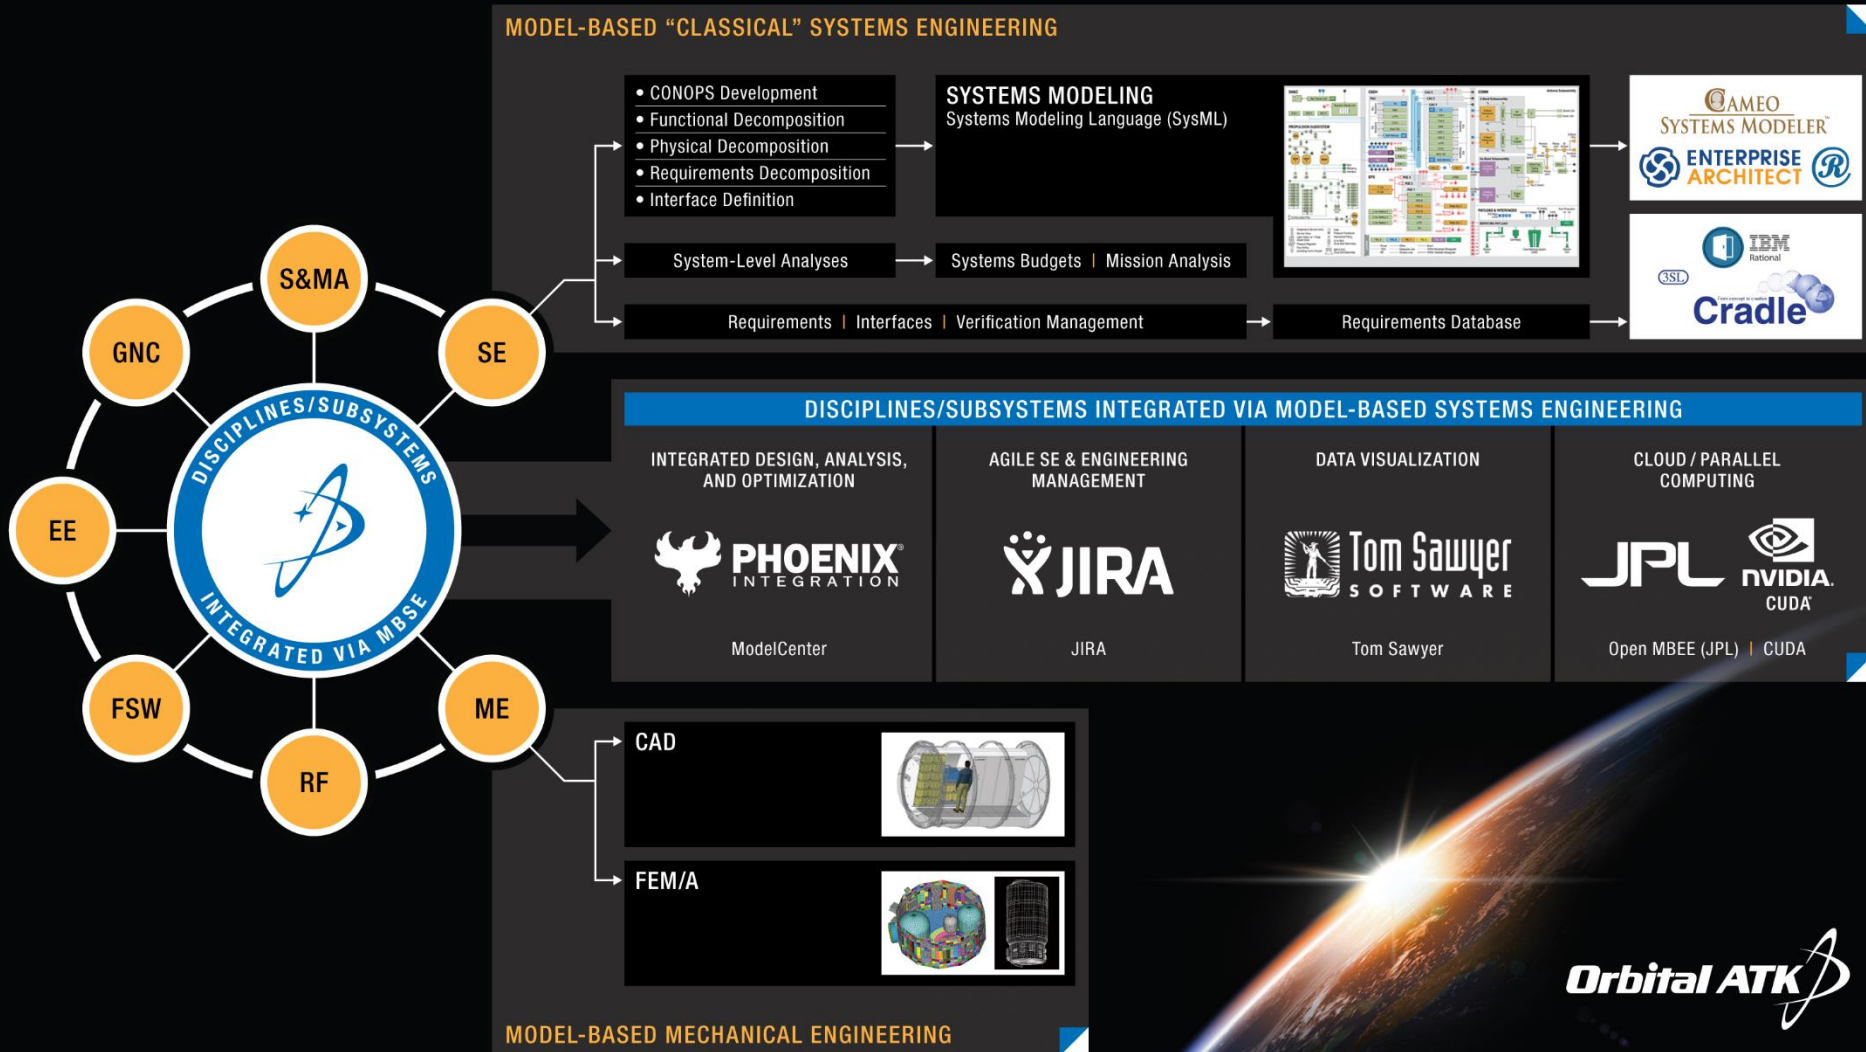 MODEL-BASED “CLASSICAL” SYSTEMS ENGINEERING
• CONOPS Development
• Functional Decomposition
• Physical Decomposition
• Requirements Decomposition
• Interface Definition
SYSTEMS MODELING
Systems Modeling Language (SysML)
CAMEO
SYSTEMS MODELER™
ENTERPRISE
ARCHITECT
R
System-Level Analyses
Systems Budgets | Mission Analysis
IBM
Rational
3SL
Cradle
Requirements | Interfaces | Verification Management
Requirements Database
S&MA
GNC
SE
EE
FSW
ME
RF
DISCIPLINES/SUBSYSTEMS
INTEGRATED VIA MBSE
DISCIPLINES/SUBSYSTEMS INTEGRATED VIA MODEL-BASED SYSTEMS ENGINEERING
INTEGRATED DESIGN, ANALYSIS,
AND OPTIMIZATION
PHOENIX®
INTEGRATION
ModelCenter
AGILE SE & ENGINEERING
MANAGEMENT
JIRA
JIRA
DATA VISUALIZATION
Tom Sawyer
SOFTWARE
Tom Sawyer
CLOUD / PARALLEL
COMPUTING
JPL
NVIDIA.
CUDA®
Open MBEE (JPL) | CUDA
CAD
FEM/A
MODEL-BASED MECHANICAL ENGINEERING
Orbital ATK